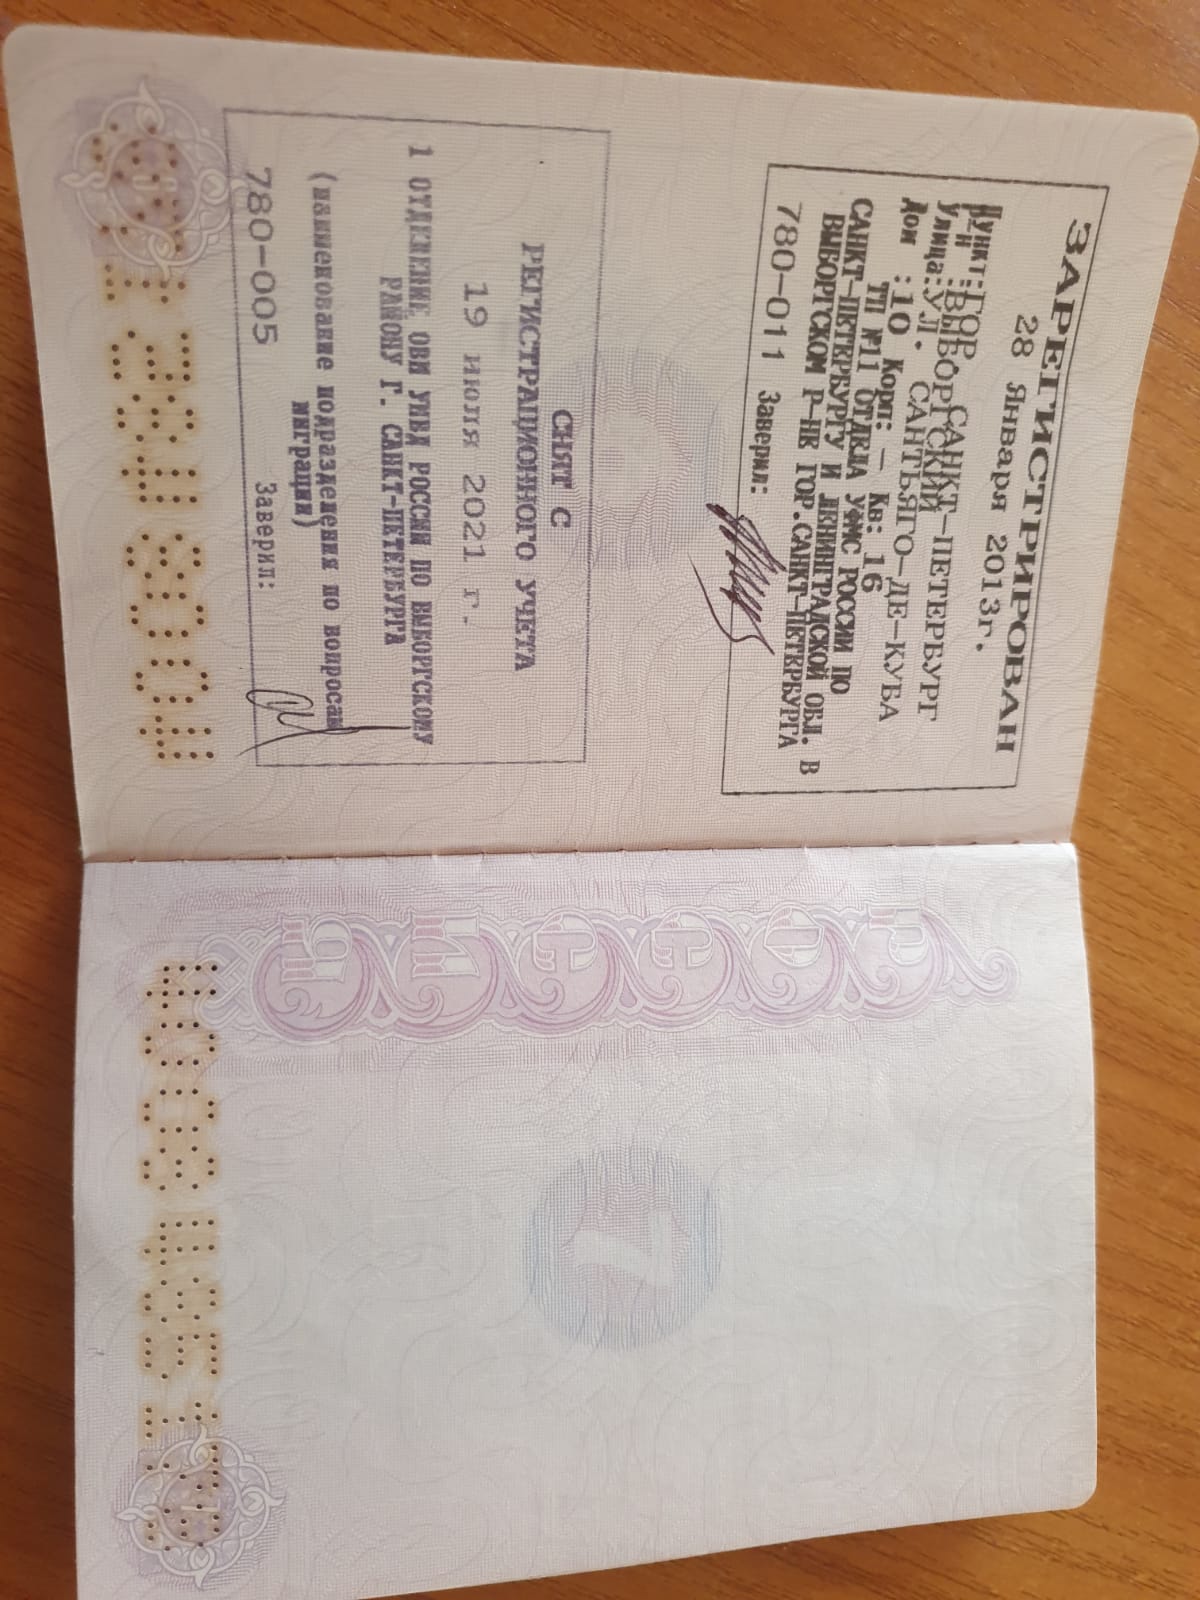 ЗАРЕГИСТРИРОВАН
28 Января 2013г.
Пункт:ГОР. САНКТ-ПЕТЕРБУРГ
Р-Н :ВЫБОРГСКИЙ
Улица:УЛ. САНТЬЯГО-ДЕ-КУБА
Дом :10 Корп: — Кв: 16
ТП №11 ОТДЕЛА УФМС РОССИИ ПО
САНКТ-ПЕТЕРБУРГУ И ЛЕНИНГРАДСКОЙ ОБЛ. В
ВЫБОРГСКОМ Р-НЕ ГОР.САНКТ-ПЕТЕРБУРГА
780-011 Заверил:
СНЯТ С
РЕГИСТРАЦИОННОГО УЧЕТА
19 июля 2021 г.
1 ОТДЕЛЕНИЕ ОВМ УМВД РОССИИ ПО ВЫБОРГСКОМУ
РАЙОНУ Г. САНКТ-ПЕТЕРБУРГА
(наименование подразделения по вопросам
миграции)
780-005 Заверил:
РОССИЯ
7